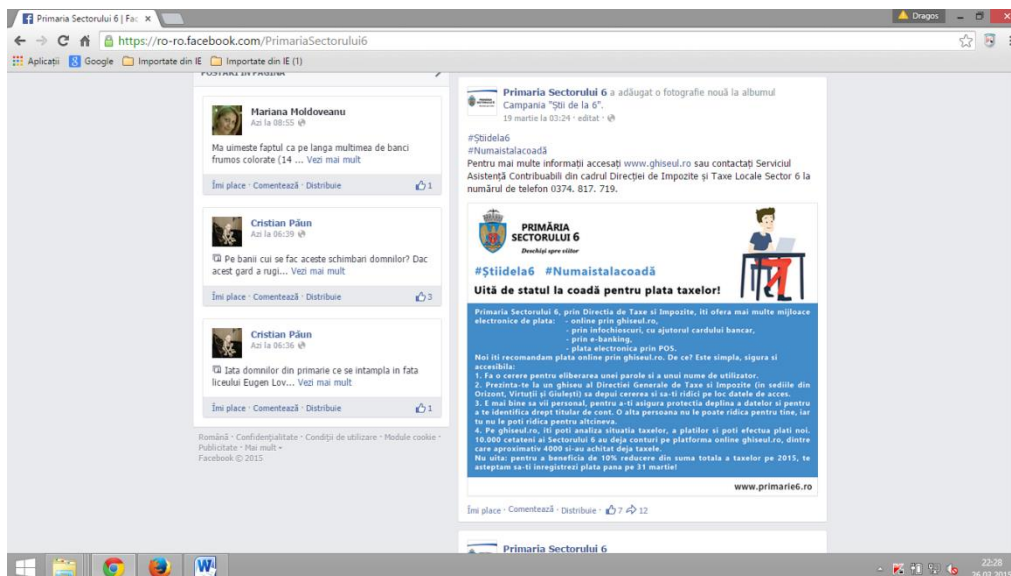 Primaria Sectorului 6 | Fac
Dragos
https://ro-ro.facebook.com/PrimariaSectorului6
Aplicații Google Importate din IE Importate din IE (1)
POSTĂRI ÎN PAGINĂ
Mariana Moldoveanu
Azi la 08:55
Ma uimeste faptul ca pe langa multimea de banci
frumos colorate (14 ... Vezi mai mult
Îmi place · Comentează · Distribuie 1
Cristian Păun
Azi la 06:39
Pe banii cui se fac aceste schimbari domnilor? Dac
acest gard a rugi... Vezi mai mult
Îmi place · Comentează · Distribuie 3
Cristian Păun
Azi la 06:36
Iata domnilor din primarie ce se intampla in fata
liceului Eugen Lov... Vezi mai mult
Îmi place · Comentează · Distribuie 1
Română · Confidențialitate · Condiții de utilizare · Module cookie ·
Publicitate · Mai mult
Facebook © 2015
Primaria Sectorului 6 a adăugat o fotografie nouă la albumul
Campania "Știi de la 6".
19 martie la 03:24 · editat ·
#Știidela6
#Numaistalacoadă
Pentru mai multe informații accesați www.ghiseul.ro sau contactați Serviciul
Asistență Contribuabili din cadrul Direcției de Impozite și Taxe Locale Sector 6 la
numărul de telefon 0374. 817. 719.
PRIMĂRIA
SECTORULUI 6
Deschiși spre viitor
#Știidela6 #Numaistalacoadă
Uită de statul la coadă pentru plata taxelor!
Primaria Sectorului 6, prin Directia de Taxe si Impozite, iti ofera mai multe mijloace
electronice de plata: - online prin ghiseul.ro,
- prin infochioscuri, cu ajutorul cardului bancar,
- prin e-banking,
- plata electronica prin POS.
Noi iti recomandam plata online prin ghiseul.ro. De ce? Este simpla, sigura si
accesibila:
1. Fa o cerere pentru eliberarea unei parole si a unui nume de utilizator.
2. Prezinta-te la un ghiseu al Directiei Generale de Taxe si Impozite (in sediile din
Orizont, Virtuții și Giulești) sa depui cererea si sa-ti ridici pe loc datele de acces.
3. E mai bine sa vii personal, pentru a-ti asigura protectia deplina a datelor si pentru
a te identifica drept titular de cont. O alta persoana nu le poate ridica pentru tine, iar
tu nu le poti ridica pentru altcineva.
4. Pe ghiseul.ro, iti poti analiza situatia taxelor, a platilor si poti efectua plati noi.
10.000 cetateni ai Sectorului 6 au deja conturi pe platforma online ghiseul.ro, dintre
care aproximativ 4000 si-au achitat deja taxele.
Nu uita: pentru a beneficia de 10% reducere din suma totala a taxelor pe 2015, te
asteptam sa-ti inregistrezi plata pana pe 31 martie!
www.primarie6.ro
Îmi place · Comentează · Distribuie · 7 12
Primaria Sectorului 6
22:28